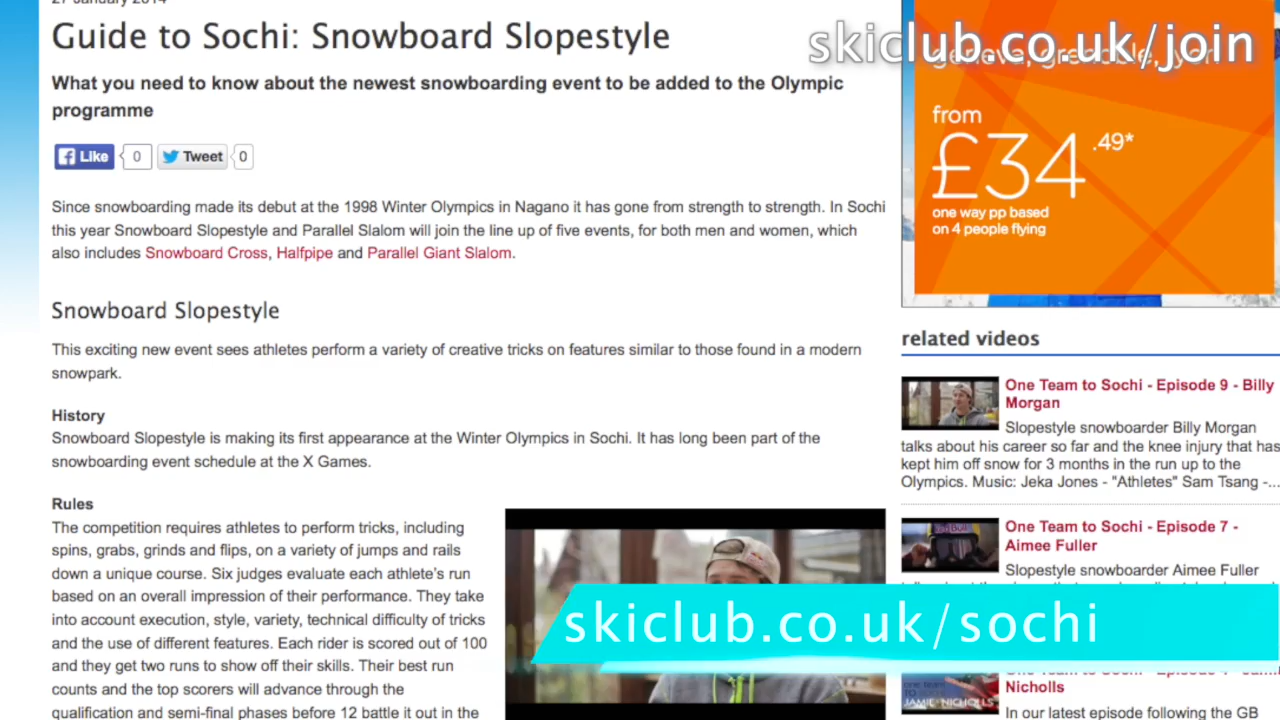 27 January 2014
Guide to Sochi: Snowboard Slopestyle
What you need to know about the newest snowboarding event to be added to the Olympic
programme
Like 0 Tweet 0
Since snowboarding made its debut at the 1998 Winter Olympics in Nagano it has gone from strength to strength. In Sochi
this year Snowboard Slopestyle and Parallel Slalom will join the line up of five events, for both men and women, which
also includes Snowboard Cross, Halfpipe and Parallel Giant Slalom.
Snowboard Slopestyle
This exciting new event sees athletes perform a variety of creative tricks on features similar to those found in a modern
snowpark.
History
Snowboard Slopestyle is making its first appearance at the Winter Olympics in Sochi. It has long been part of the
snowboarding event schedule at the X Games.
Rules
The competition requires athletes to perform tricks, including
spins, grabs, grinds and flips, on a variety of jumps and rails
down a unique course. Six judges evaluate each athlete's run
based on an overall impression of their performance. They take
into account execution, style, variety, technical difficulty of tricks
and the use of different features. Each rider is scored out of 100
and they get two runs to show off their skills. Their best run
counts and the top scorers will advance through the
qualification and semi-final phases before 12 battle it out in the
skiclub.co.uk/join
geneva, grenoble, lyon
from
£34.49*
one way pp based
on 4 people flying
related videos
One Team to Sochi - Episode 9 - Billy
Morgan
Slopestyle snowboarder Billy Morgan
talks about his career so far and the knee injury that has
kept him off snow for 3 months in the run up to the
Olympics. Music: Jeka Jones - "Athletes" Sam Tsang -...
One Team to Sochi - Episode 7 -
Aimee Fuller
Slopestyle snowboarder Aimee Fuller
skiclub.co.uk/sochi
Nicholls
JAMIE NICHOLLS
In our latest episode following the GB